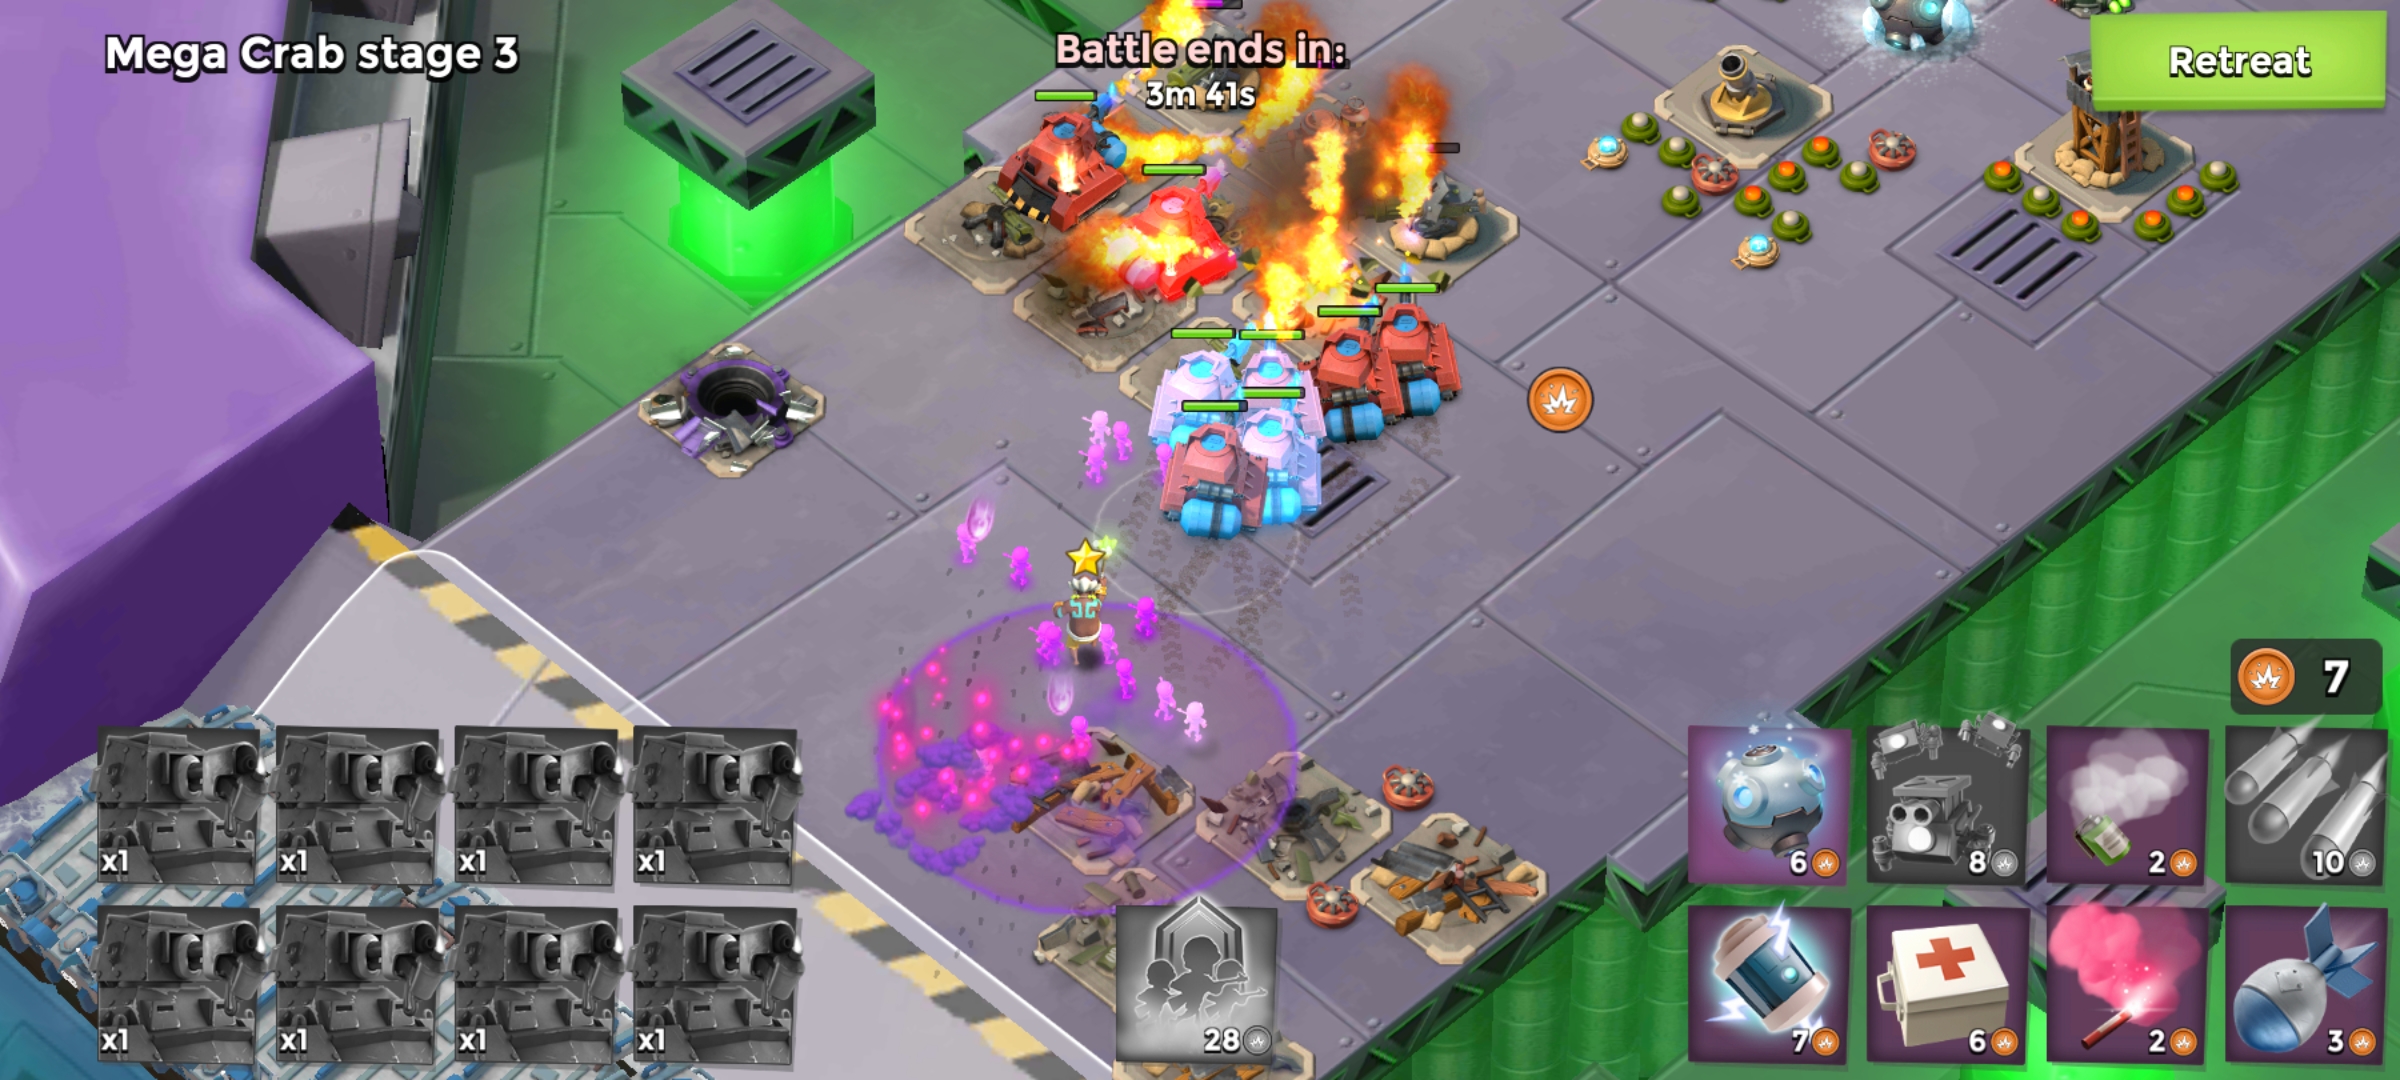 Mega Crab stage 3
Battle ends in:
3m 41s
Retreat
7
6
8
2
10
x1
x1
x1
x1
7
6
2
3
x1
x1
x1
x1
28